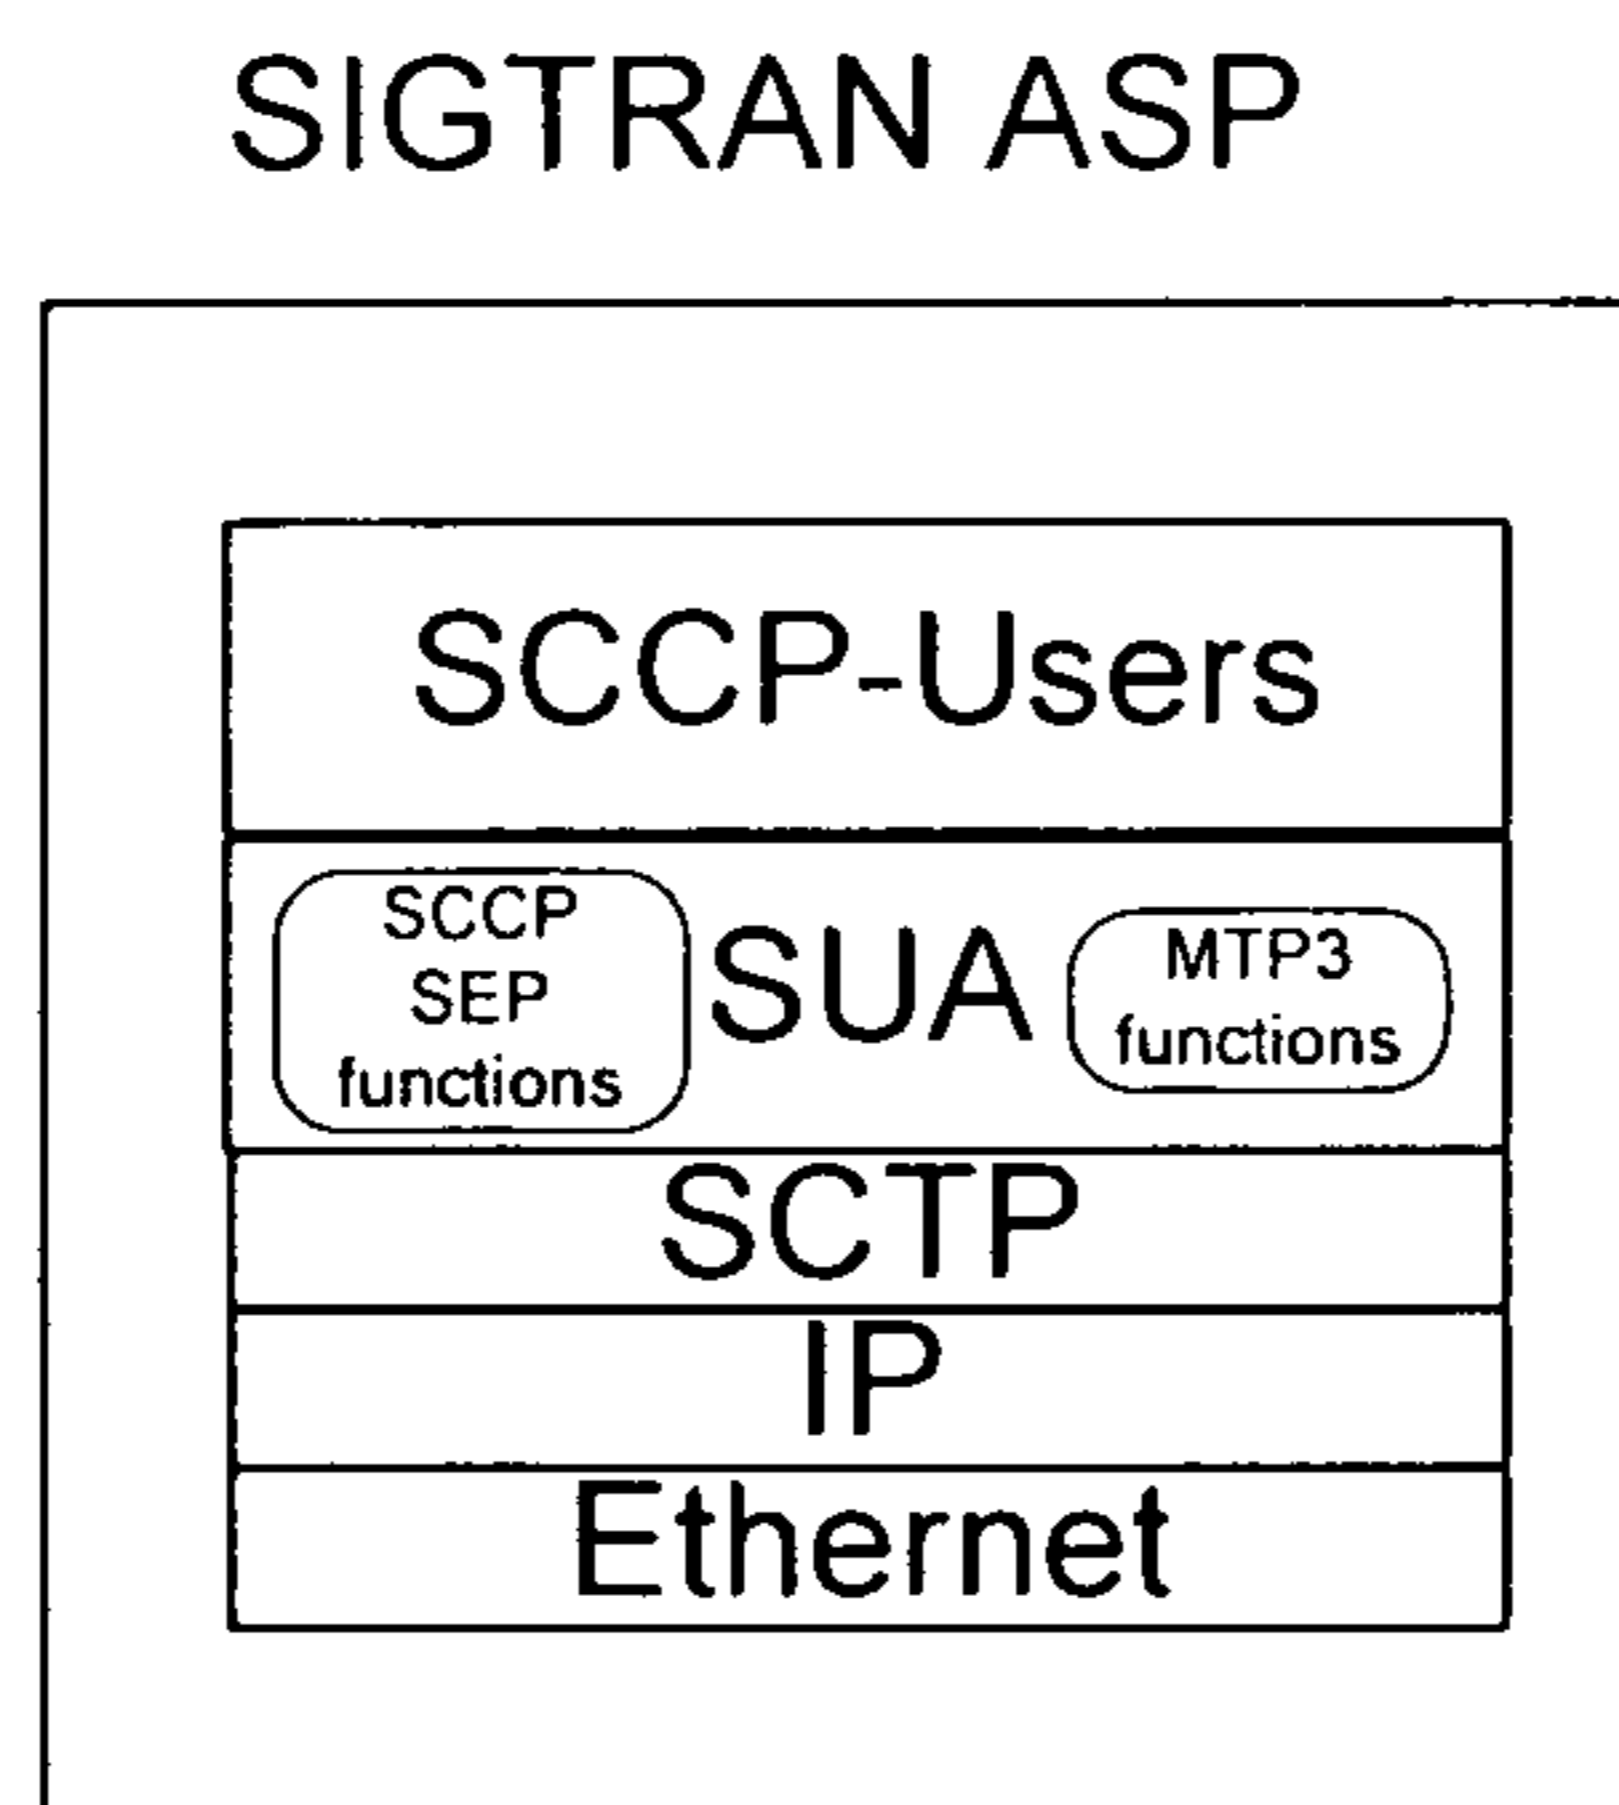 SIGTRAN ASP
SCCP-Users
SCCP
SEP
functions
SUA
MTP3
functions
SCTP
IP
Ethernet